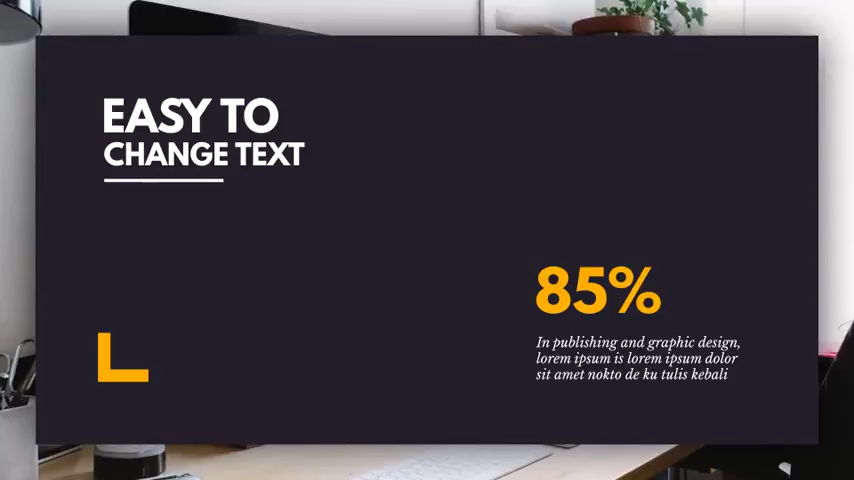 EASY TO
CHANGE TEXT
85%
In publishing and graphic design,
lorem ipsum is lorem ipsum dolor
sit amet nokto de ku tulis kebali